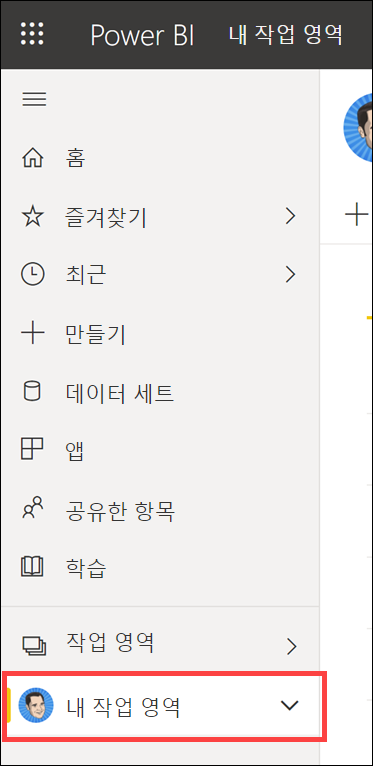 Power BI 내 작업 영역
홈
즐겨찾기
최근
만들기
데이터 세트
앱
공유한 항목
학습
작업 영역
내 작업 영역